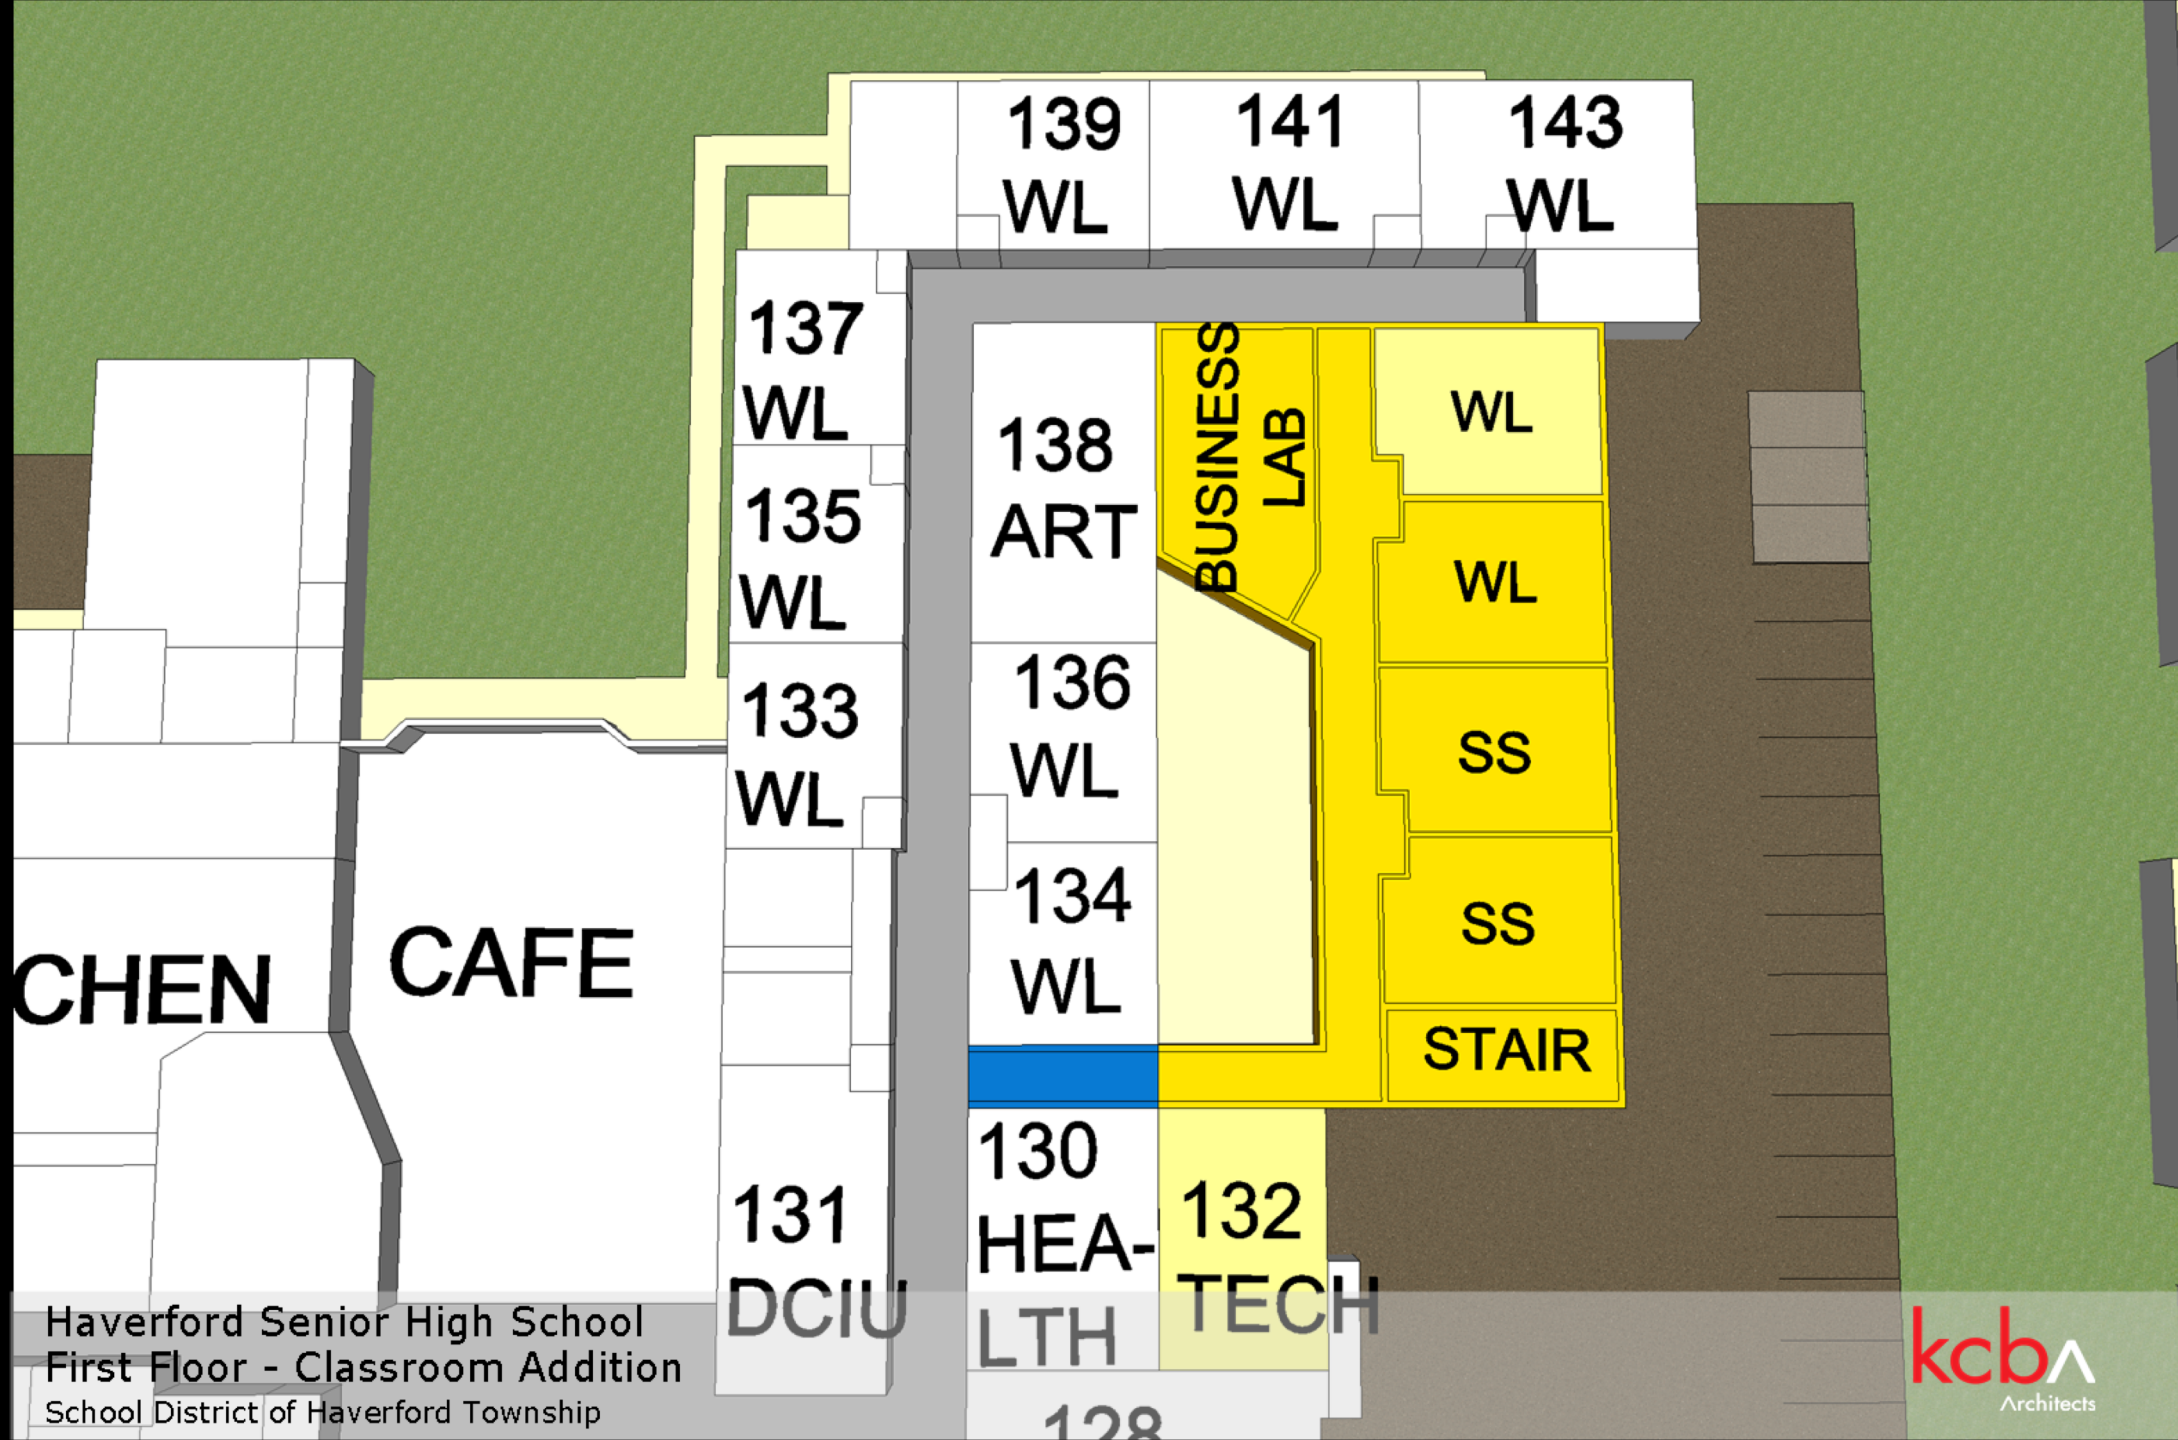 139
WL
141
WL
143
WL
137
WL
135
WL
133
WL
138
ART
136
WL
134
WL
BUSINESS
LAB
WL
WL
SS
SS
STAIR
CHEN
CAFE
131
DCIU
130
HEA-
LTH
132
TECH
128
Haverford Senior High School
First Floor - Classroom Addition
School District of Haverford Township
kcba
Architects